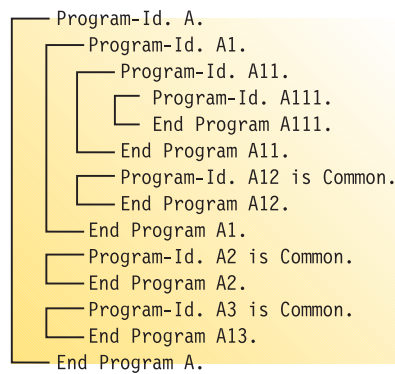 Program-Id. A.
Program-Id. A1.
Program-Id. A11.
Program-Id. A111.
End Program A111.
End Program A11.
Program-Id. A12 is Common.
End Program A12.
End Program A1.
Program-Id. A2 is Common.
End Program A2.
Program-Id. A3 is Common.
End Program A13.
End Program A.